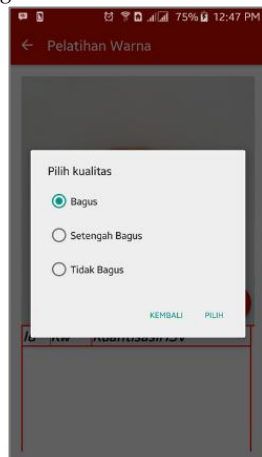 75% 12:47 PM
Pelatihan Warna
Pilih kualitas
Bagus
Setengah Bagus
Tidak Bagus
KEMBALI PILIH